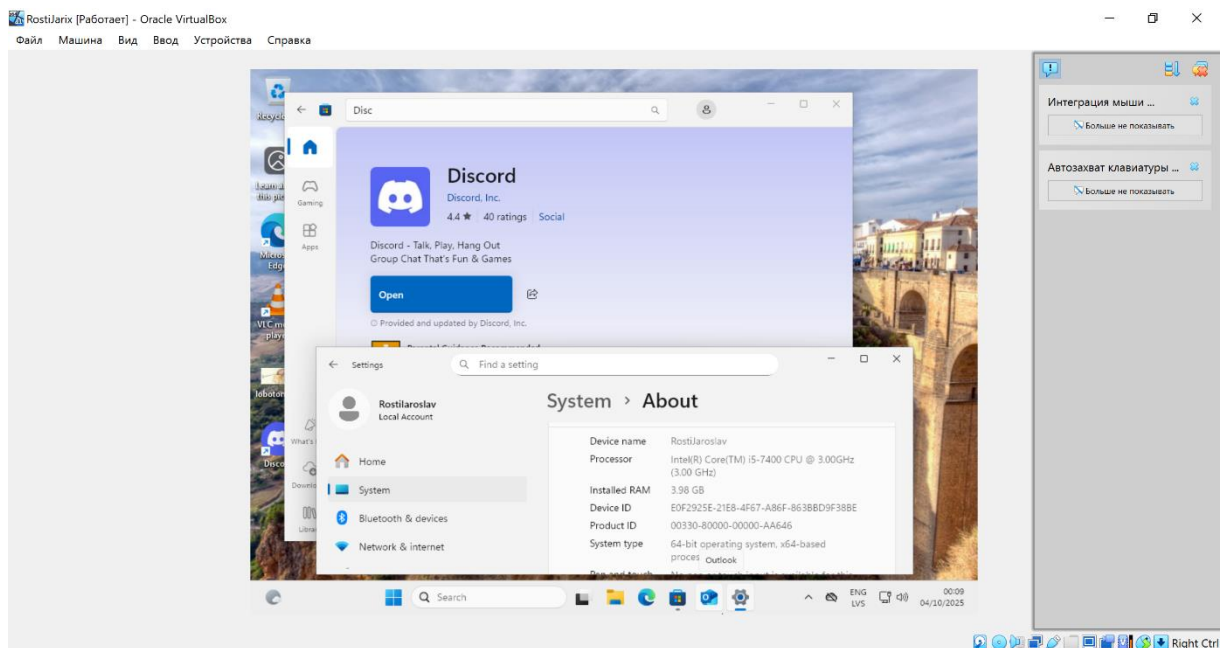 RostiJarix [Работает] - Oracle VirtualBox
Файл Машина Вид Ввод Устройства Справка
Disc
Gaming
Apps
Discord
Discord, Inc.
4.4 ★ 40 ratings Social
Discord - Talk, Play, Hang Out
Group Chat That's Fun & Games
Open
Provided and updated by Discord, Inc.
Settings
Find a setting
Rostilaroslav
Local Account
Home
System
Bluetooth & devices
Network & internet
System > About
Device name RostiJaroslav
Processor Intel(R) Core(TM) i5-7400 CPU @ 3.00GHz
(3.00 GHz)
Installed RAM 3.98 GB
Device ID E0F2925E-21E8-4F67-A86F-863BBD9F38BE
Product ID 00330-80000-00000-AA646
System type 64-bit operating system, x64-based
proces
Outlook
Search
ENG
LVS
00:09
04/10/2025
Интеграция мыши ...
Больше не показывать
Автозахват клавиатуры ...
Больше не показывать
Right Ctrl